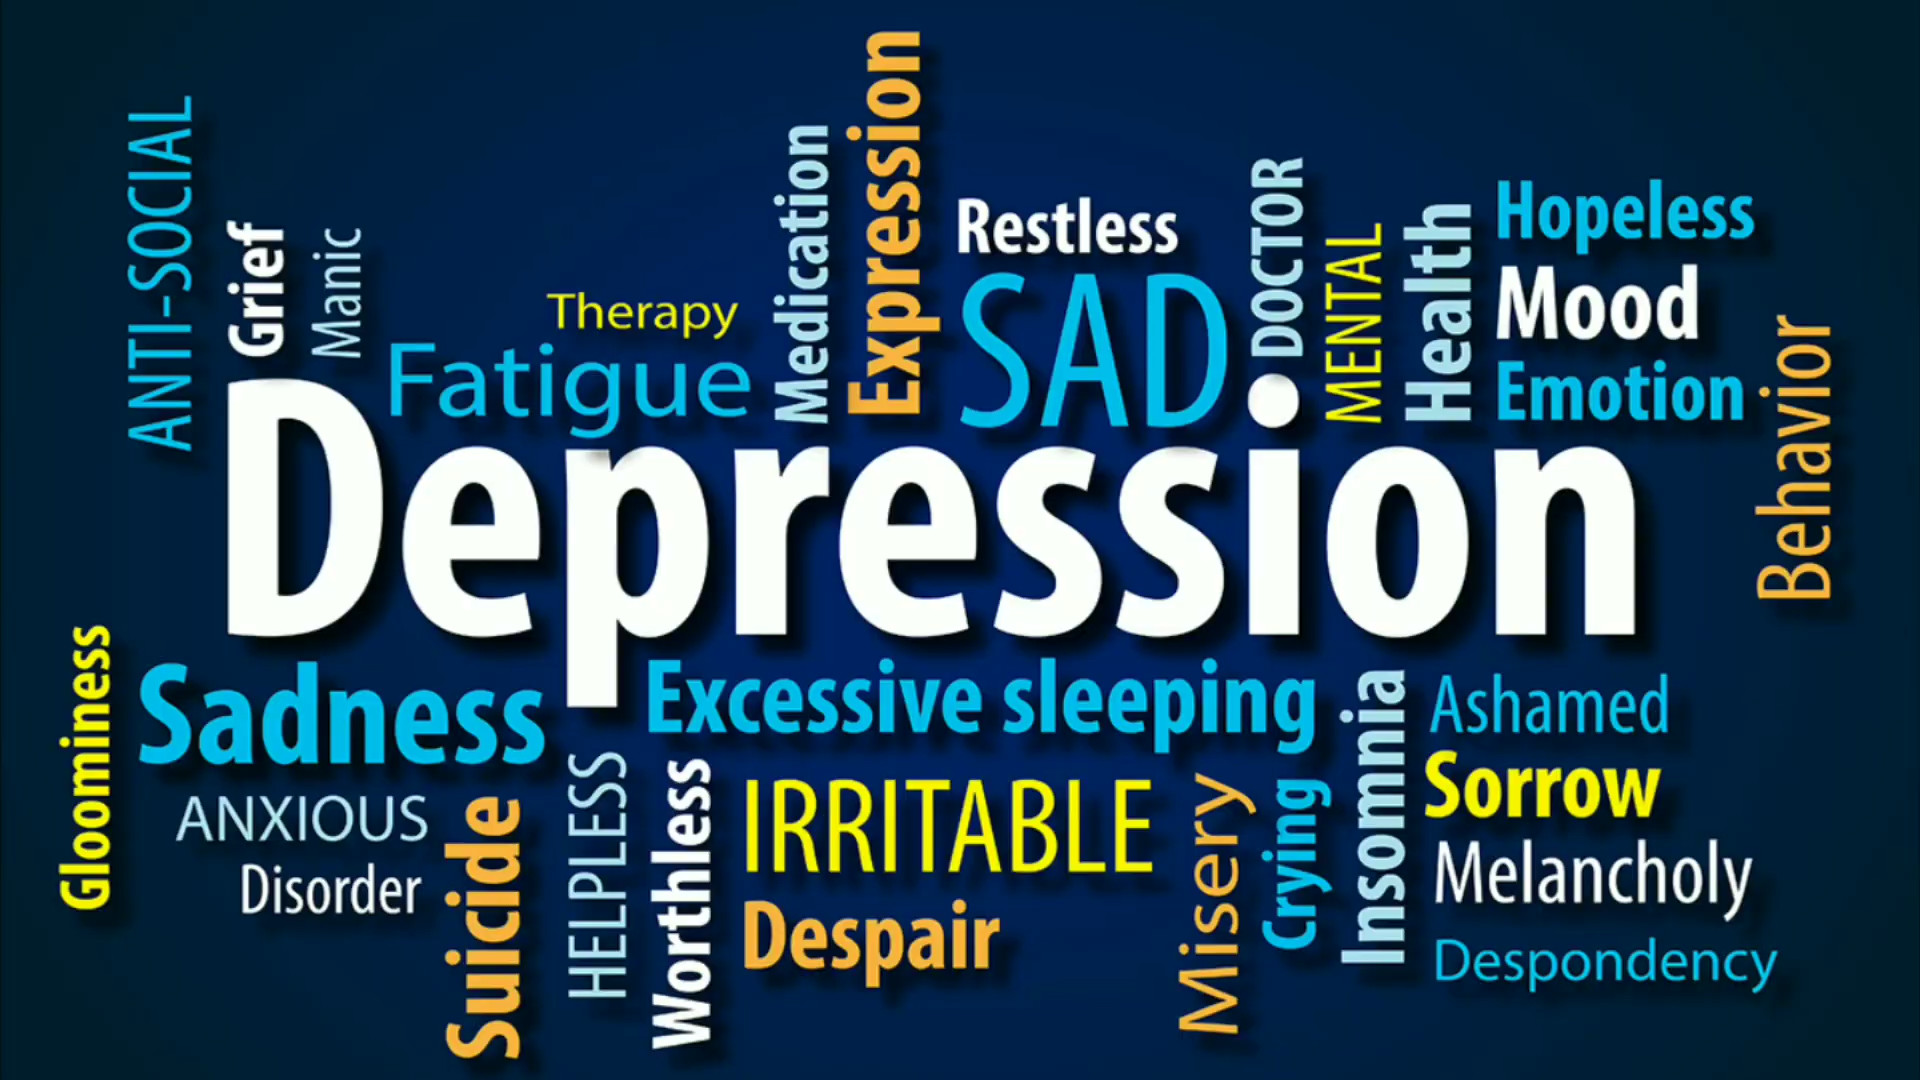 ANTI-SOCIAL
Grief
Manic
Therapy
Fatigue
Medication
Expression
Restless
SAD
DOCTOR
MENTAL
Health
Hopeless
Mood
Emotion
Behavior
Depression
Gloominess
Sadness
ANXIOUS
Disorder
Suicide
HELPLESS
Worthless
Excessive sleeping
IRRITABLE
Despair
Misery
Crying
Insomnia
Ashamed
Sorrow
Melancholy
Despondency